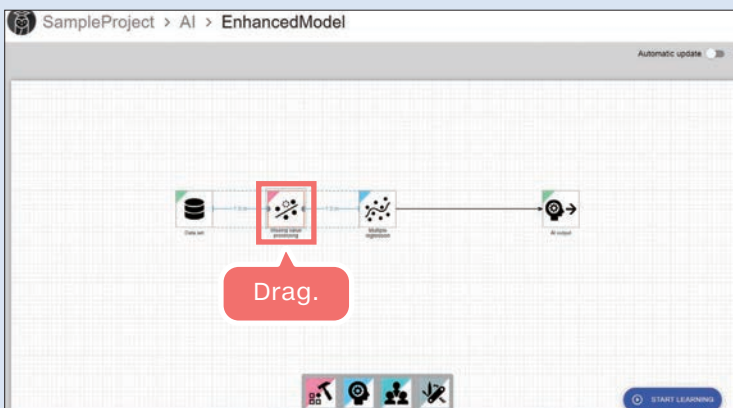 SampleProject > AI > EnhancedModel
Automatic update
Data set
Missing value processing
Multiple regression
AI output
Drag.
START LEARNING